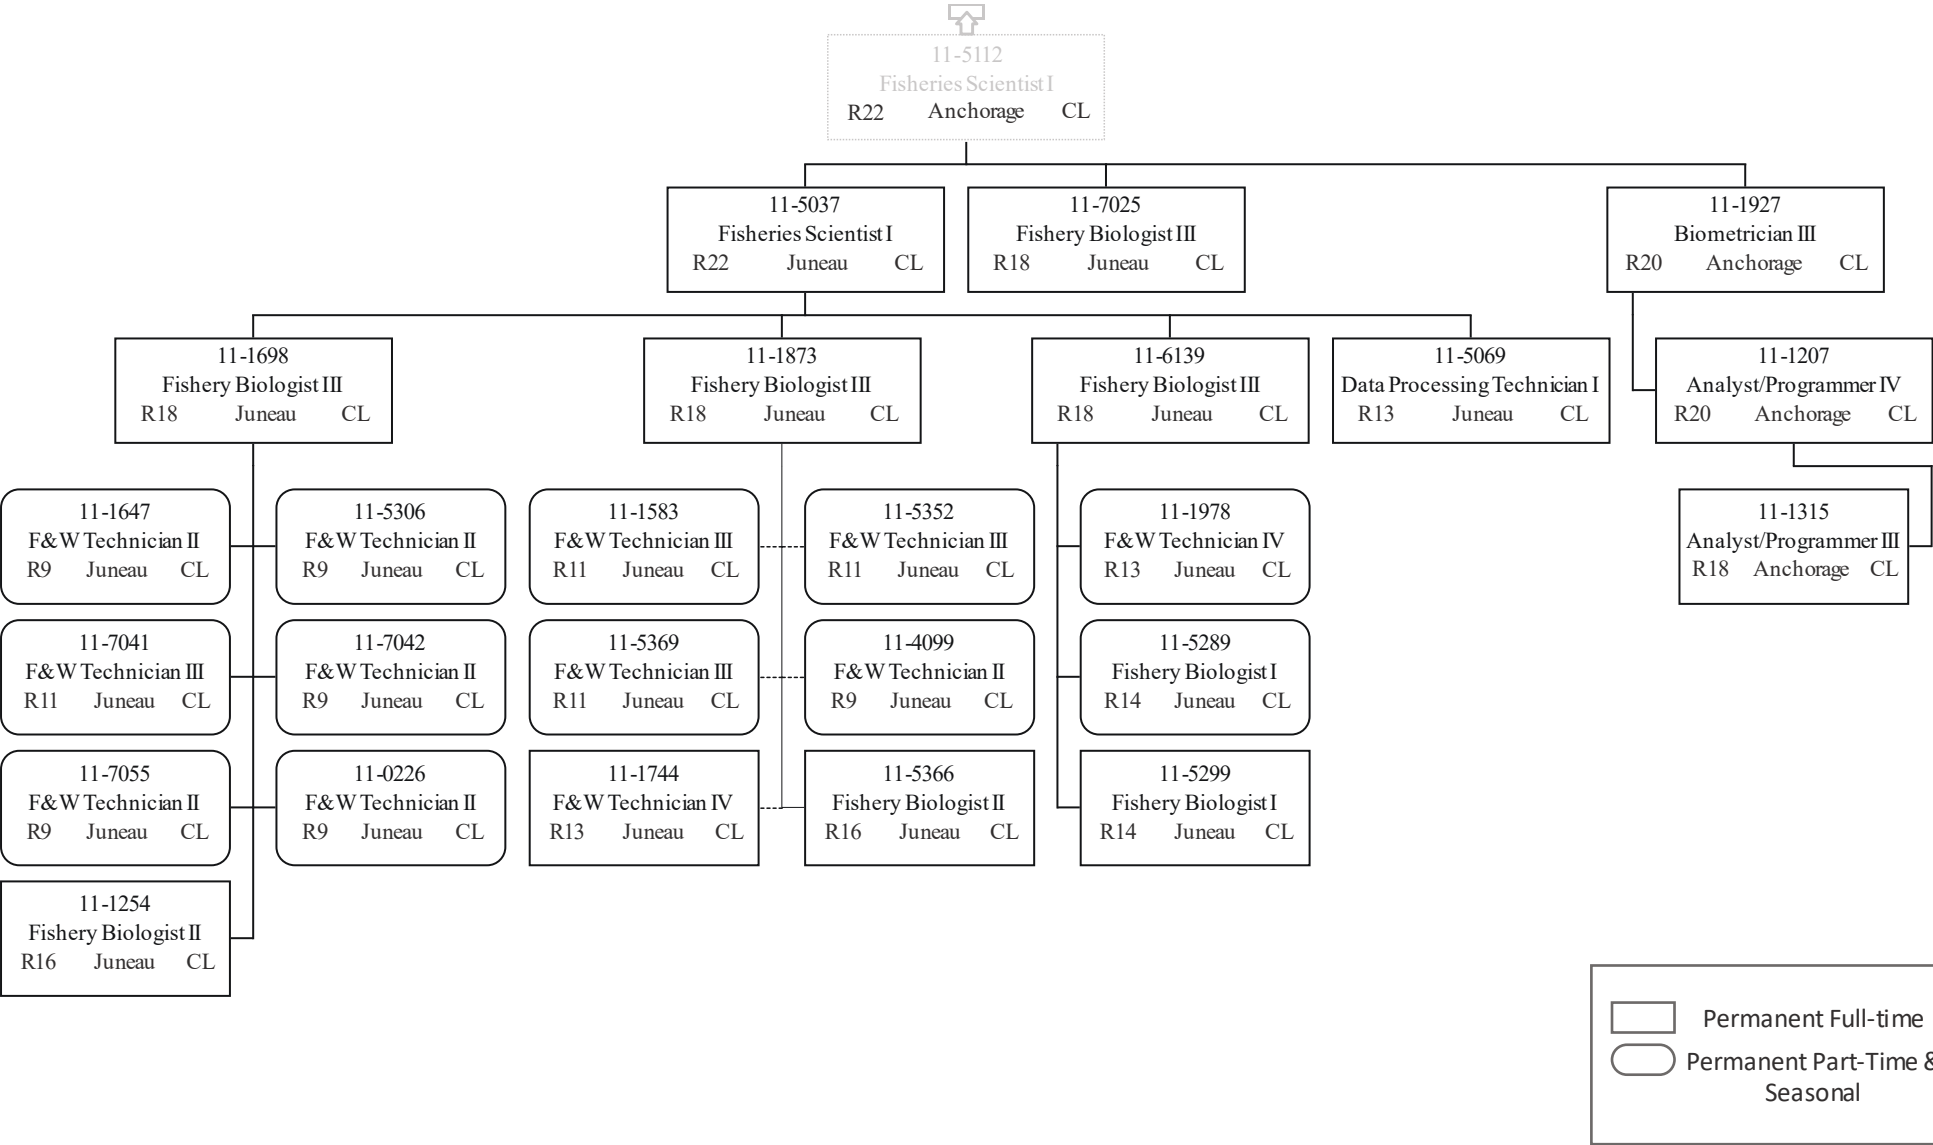 11-5112
Fisheries Scientist I
R22 Anchorage CL
11-5037
Fisheries Scientist I
R22 Juneau CL
11-7025
Fishery Biologist III
R18 Juneau CL
11-1927
Biometrician III
R20 Anchorage CL
11-1698
Fishery Biologist III
R18 Juneau CL
11-1873
Fishery Biologist III
R18 Juneau CL
11-6139
Fishery Biologist III
R18 Juneau CL
11-5069
Data Processing Technician I
R13 Juneau CL
11-1207
Analyst/Programmer IV
R20 Anchorage CL
11-1647
F&W Technician II
R9 Juneau CL
11-5306
F&W Technician II
R9 Juneau CL
11-1583
F&W Technician III
R11 Juneau CL
11-5352
F&W Technician III
R11 Juneau CL
11-1978
F&W Technician IV
R13 Juneau CL
11-1315
Analyst/Programmer III
R18 Anchorage CL
11-7041
F&W Technician III
R11 Juneau CL
11-7042
F&W Technician II
R9 Juneau CL
11-5369
F&W Technician III
R11 Juneau CL
11-4099
F&W Technician II
R9 Juneau CL
11-5289
Fishery Biologist I
R14 Juneau CL
11-7055
F&W Technician II
R9 Juneau CL
11-0226
F&W Technician II
R9 Juneau CL
11-1744
F&W Technician IV
R13 Juneau CL
11-5366
Fishery Biologist II
R16 Juneau CL
11-5299
Fishery Biologist I
R14 Juneau CL
11-1254
Fishery Biologist II
R16 Juneau CL
Permanent Full-time
Permanent Part-Time &
Seasonal